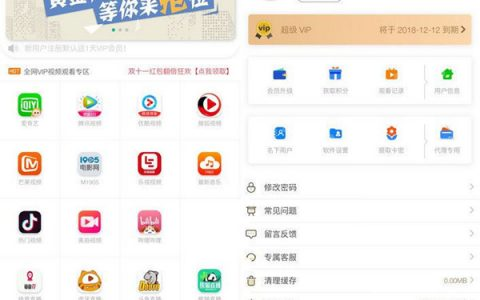 等你来抢位
新用户注册默认送1天VIP会员!
HOT 全网VIP视频观看专区
双十一红包翻倍狂欢【点我领取】
QIY
爱奇艺
腾讯视频
优酷视频
搜狐视频
芒果视频
1905
电影网
M1905
乐视视频
最新音乐
热门视频
美拍视频
bilibili
哔哩哔哩
vip
超级 VIP
将于 2018-12-12 到期
会员升级
获取积分
观看记录
用户信息
名下用户
软件设置
提取卡密
代理专用
修改密码
常见问题
留言反馈
专属客服
清理缓存
0.00MB